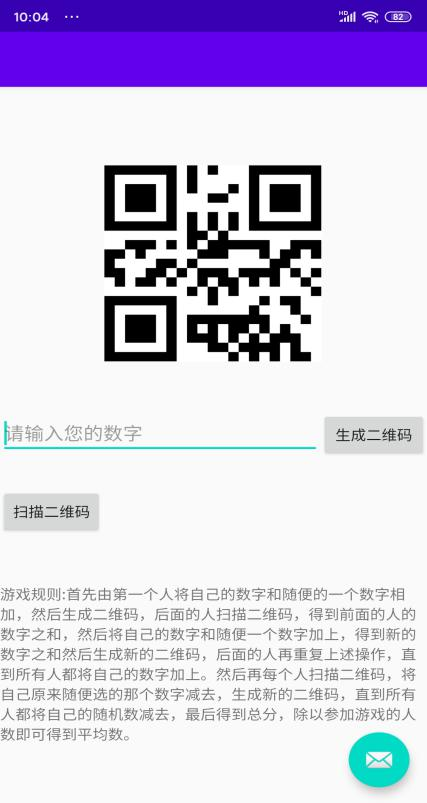 10:04 ...
HD 82
请输入您的数字
生成二维码
扫描二维码
游戏规则:首先由第一个人将自己的数字和随便的一个数字相
加，然后生成二维码，后面的人扫描二维码，得到前面的人的
数字之和，然后将自己的数字和随便一个数字加上，得到新的
数字之和然后生成新的二维码，后面的人再重复上述操作，直
到所有人都将自己的数字加上。然后再每个人扫描二维码，将
自己原来随便选的那个数字减去，生成新的二维码，直到所有
人都将自己的随机数减去，最后得到总分，除以参加游戏的人
数即可得到平均数。